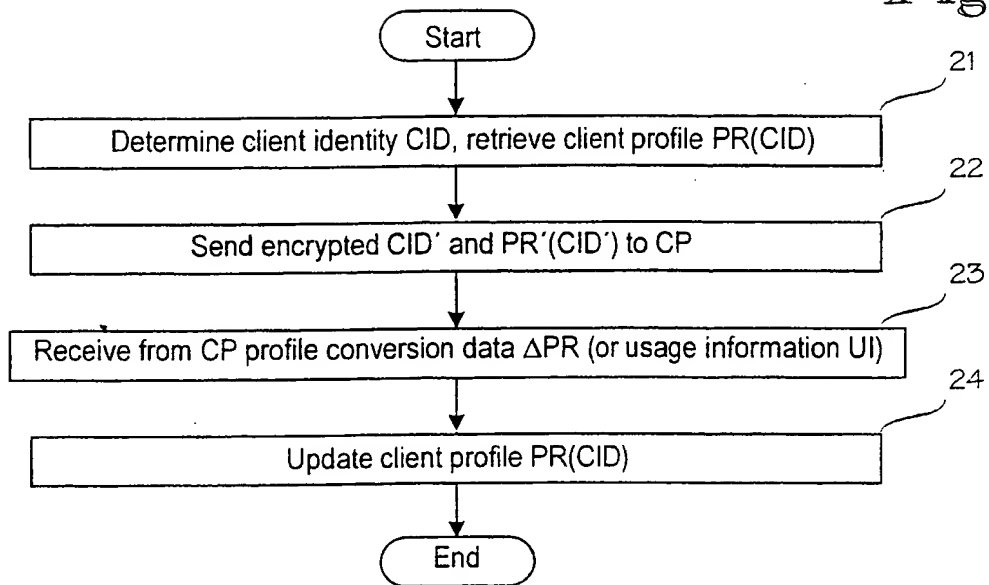 Start
21
Determine client identity CID, retrieve client profile PR(CID)
22
Send encrypted CID´ and PR´(CID´) to CP
23
Receive from CP profile conversion data ΔPR (or usage information UI)
24
Update client profile PR(CID)
End